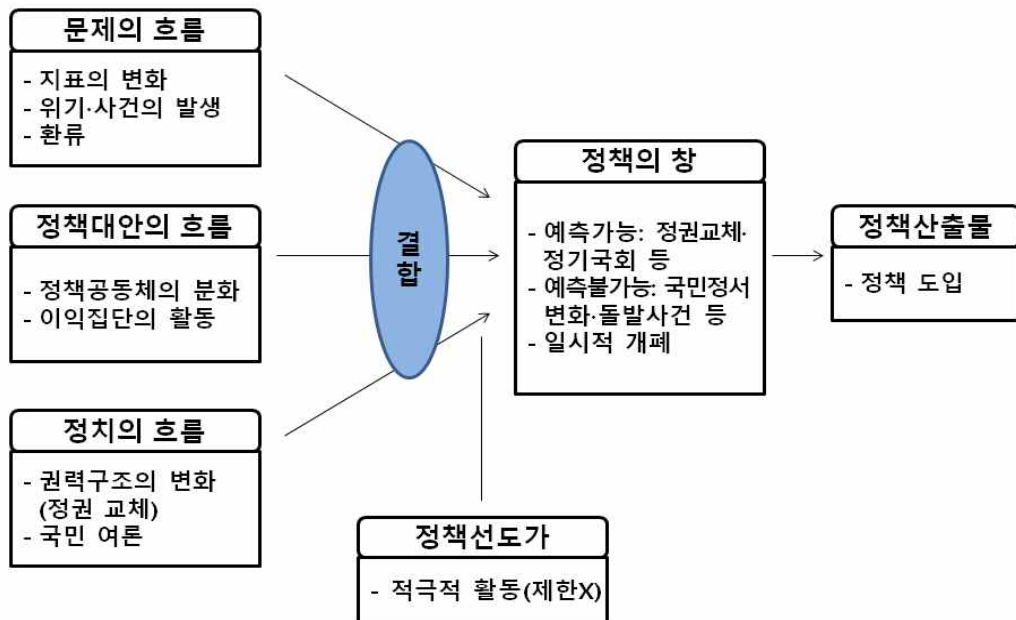 문제의 흐름
- 지표의 변화
- 위기·사건의 발생
- 환류
정책대안의 흐름
- 정책공동체의 분화
- 이익집단의 활동
정치의 흐름
- 권력구조의 변화
(정권 교체)
- 국민 여론
결합
정책의 창
- 예측가능: 정권교체·
정기국회 등
- 예측불가능: 국민정서
변화·돌발사건 등
- 일시적 개폐
정책산출물
- 정책 도입
정책선도가
- 적극적 활동(제한X)